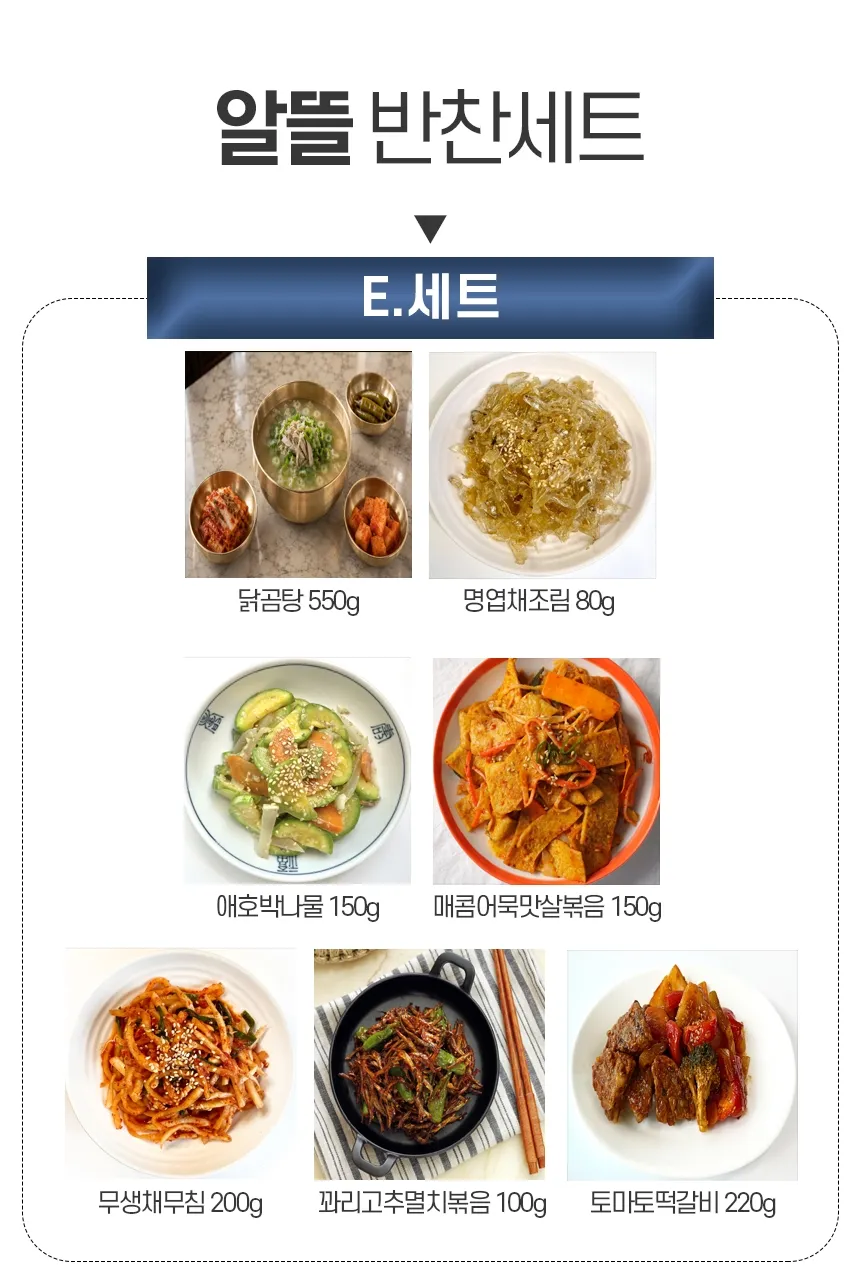 알뜰 반찬세트
E.세트
닭곰탕 550g
명엽채조림 80g
애호박나물 150g
매콤어묵맛살볶음 150g
무생채무침 200g
꽈리고추멸치볶음 100g
토마토떡갈비 220g